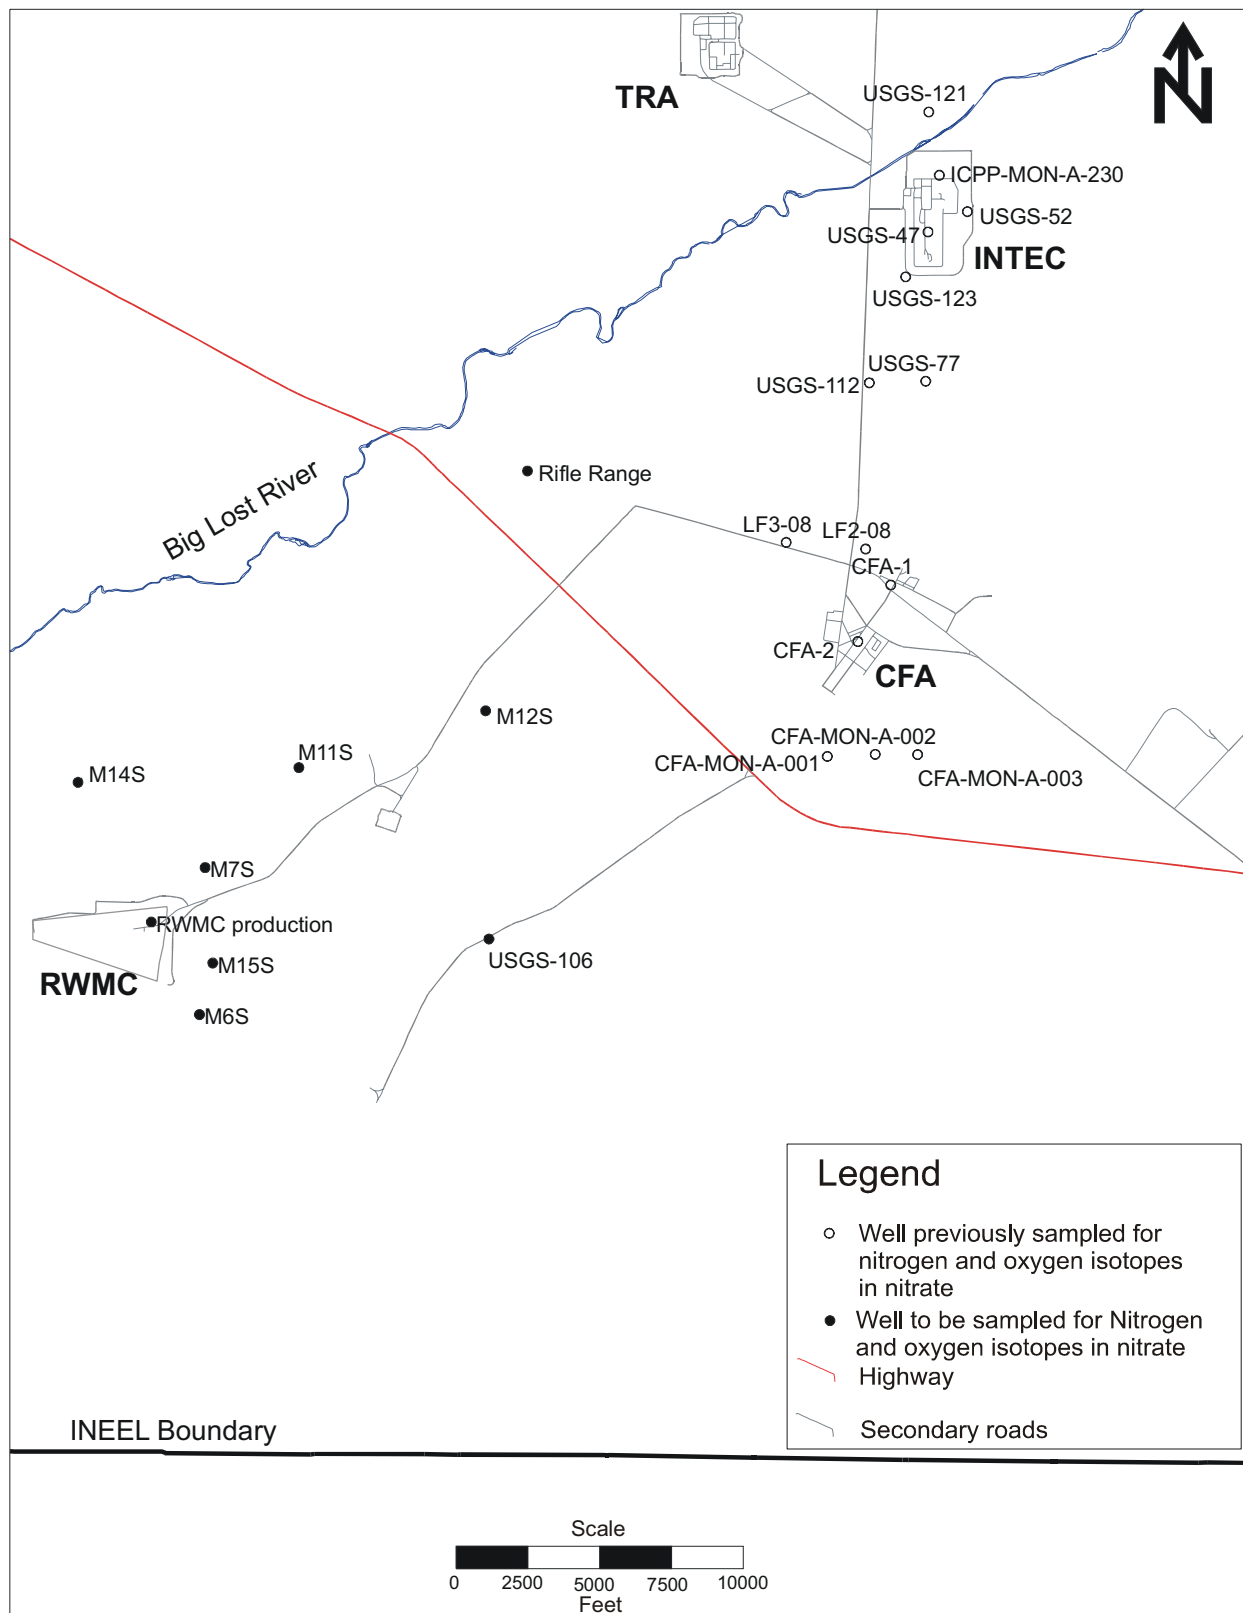 TRA
USGS-121
N
ICPP-MON-A-230
USGS-52
USGS-47
INTEC
USGS-123
USGS-77
USGS-112
Big Lost River
Rifle Range
LF3-08
LF2-08
CFA-1
CFA-2
CFA
M12S
CFA-MON-A-002
M11S
CFA-MON-A-001
M14S
CFA-MON-A-003
M7S
RWMC production
USGS-106
M15S
RWMC
M6S
Legend
Well previously sampled for
nitrogen and oxygen isotopes
in nitrate
Well to be sampled for Nitrogen
and oxygen isotopes in nitrate
Highway
Secondary roads
INEEL Boundary
Scale
0 2500 5000 7500 10000
Feet